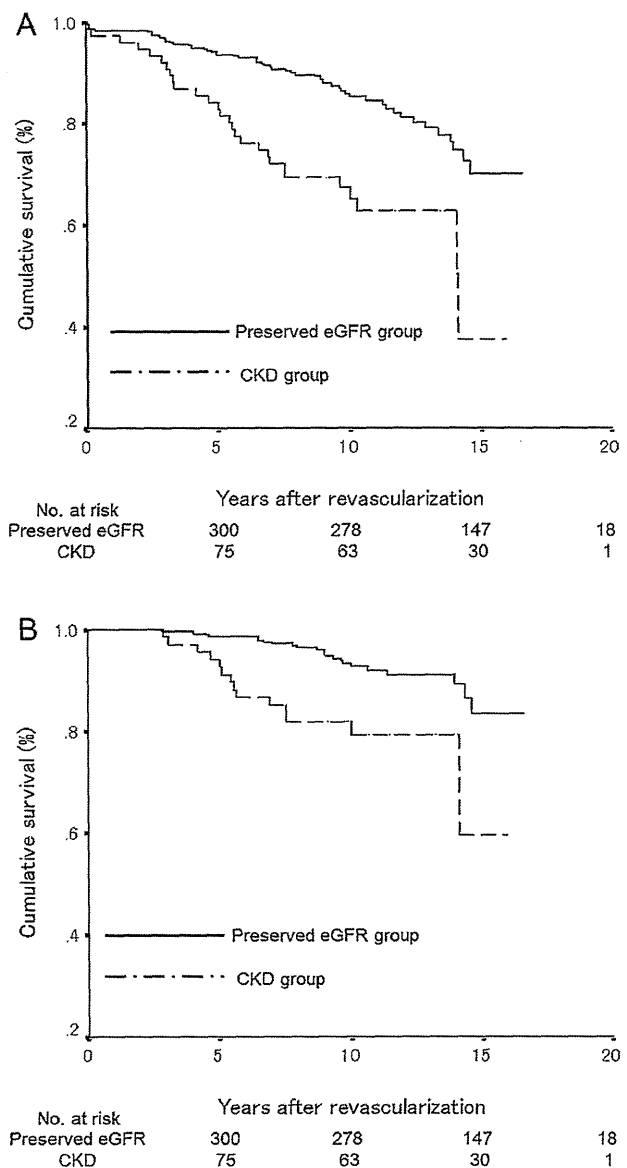 A
1.0
.8
.6
.4
.2
Cumulative survival (%)
Preserved eGFR group
CKD group
0 5 10 15 20
Years after revascularization
No. at risk
Preserved eGFR 300 278 147 18
CKD 75 63 30 1
B
1.0
.8
.6
.4
.2
Cumulative survival (%)
Preserved eGFR group
CKD group
0 5 10 15 20
Years after revascularization
No. at risk
Preserved eGFR 300 278 147 18
CKD 75 63 30 1